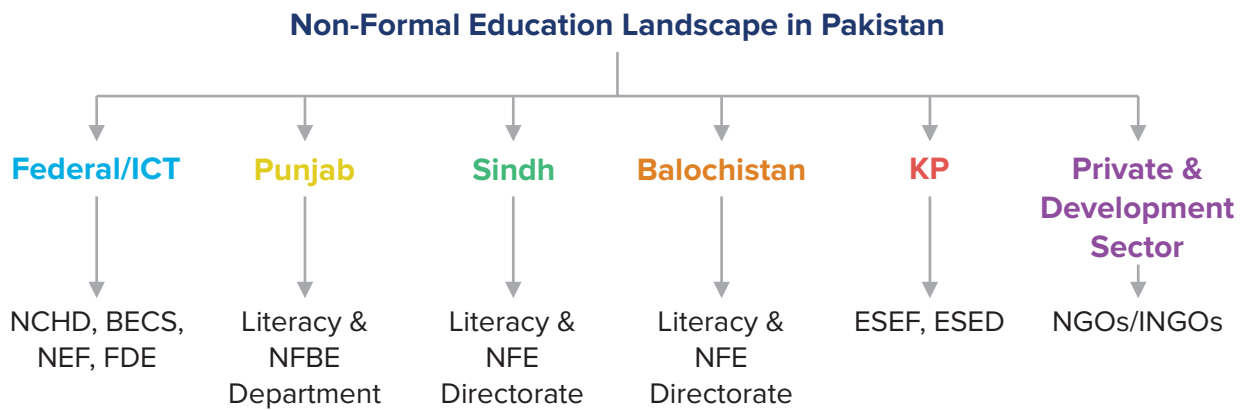 Non-Formal Education Landscape in Pakistan
Federal/ICT
Punjab
Sindh
Balochistan
KP
Private &
Development
Sector
NCHD, BECS,
NEF, FDE
Literacy &
NFBE
Department
Literacy &
NFE
Directorate
Literacy &
NFE
Directorate
ESEF, ESED
NGOs/INGOs